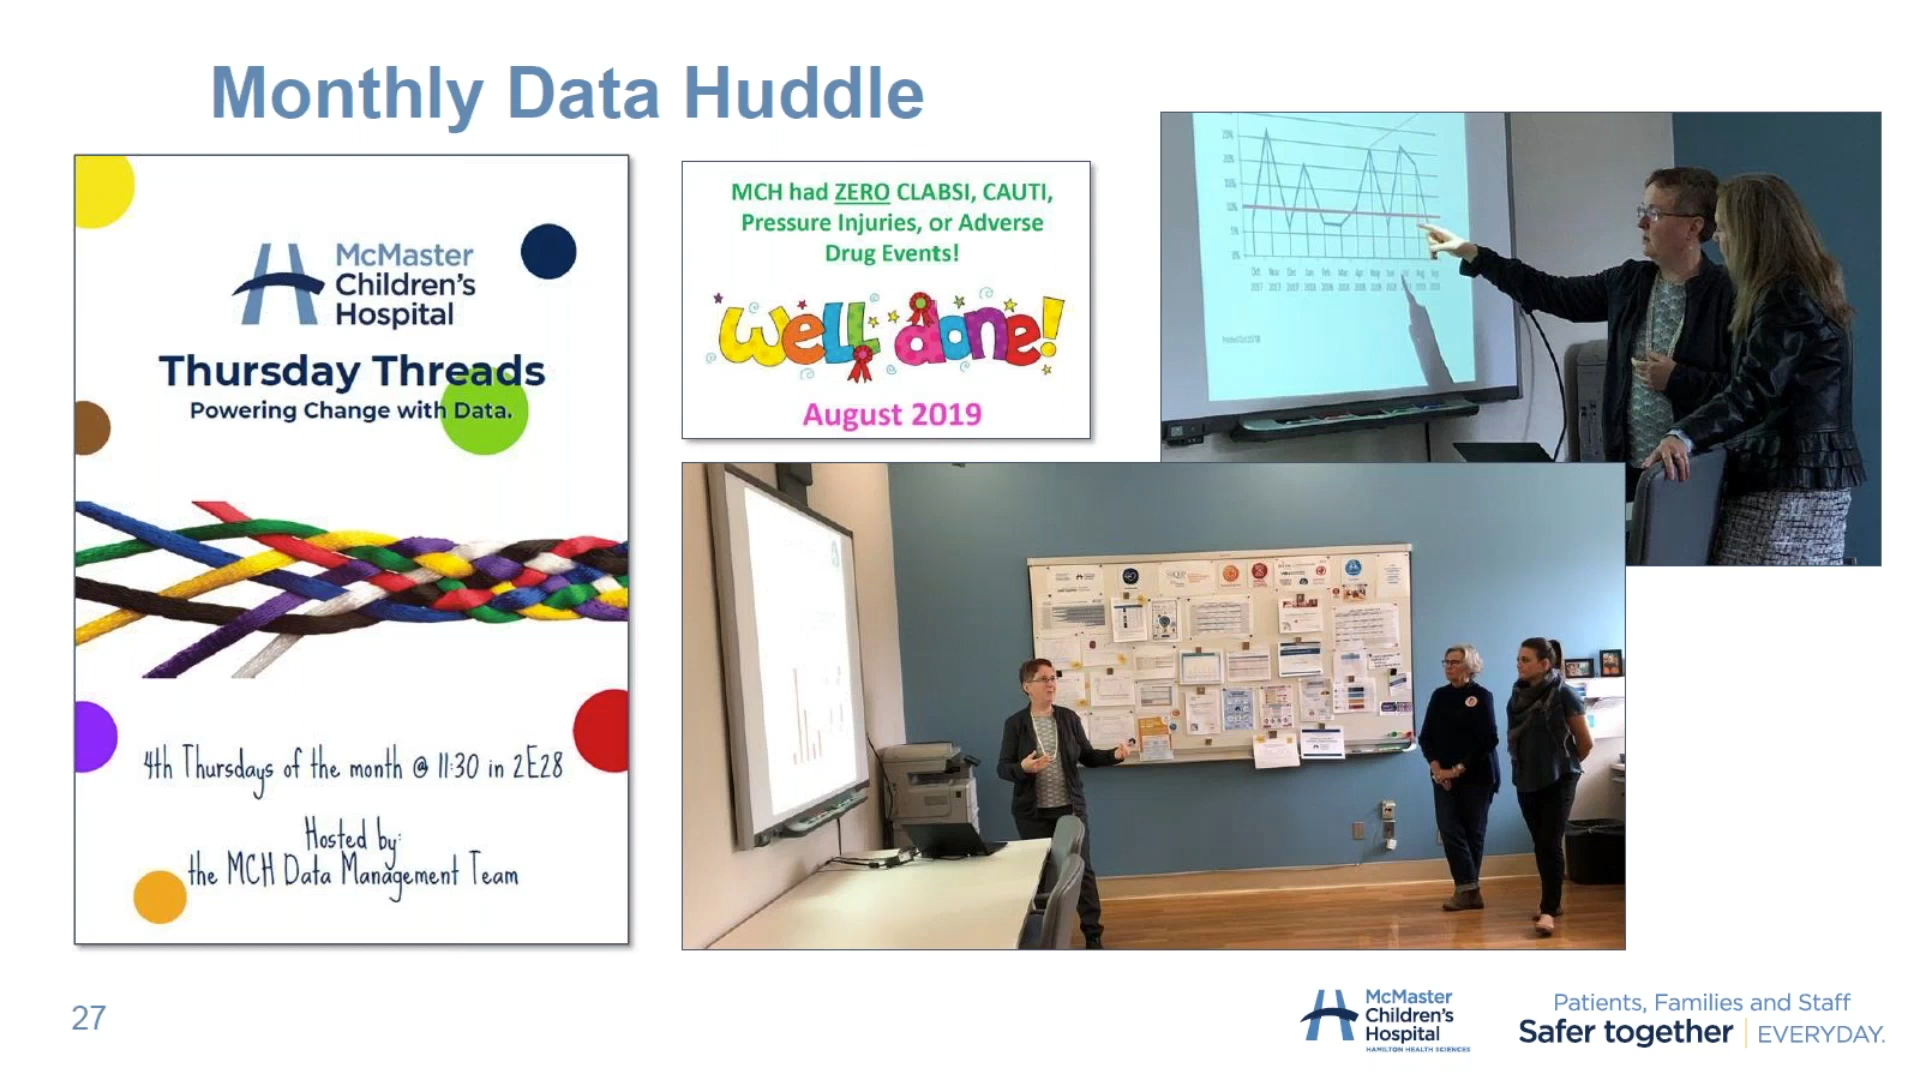 Monthly Data Huddle
McMaster
Children's
Hospital
Thursday Threads
Powering Change with Data.
4th Thursdays of the month @ 11:30 in 2E28
Hosted by:
the MCH Data Management Team
MCH had ZERO CLABSI, CAUTI,
Pressure Injuries, or Adverse
Drug Events!
well done!
August 2019
27
McMaster
Children's
Hospital
HAMILTON HEALTH SCIENCES
Patients, Families and Staff
Safer together | EVERYDAY.